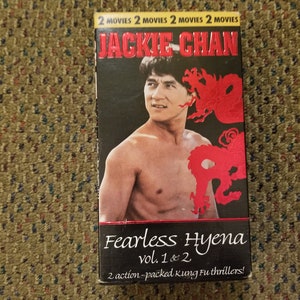 2 MOVIES 2 MOVIES 2 MOVIES 2 MOVIES
JACKIE CHAN
Fearless Hyena
vol. 1 & 2
2 action-packed Kung Fu thrillers!